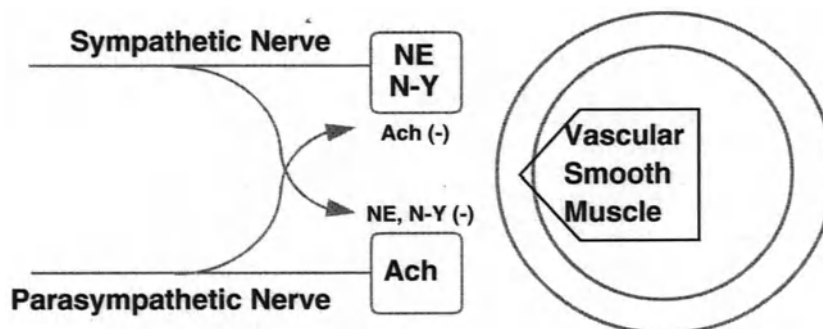 Sympathetic Nerve
NE
N-Y
Ach (-)
NE, N-Y (-)
Ach
Parasympathetic Nerve
Vascular
Smooth
Muscle